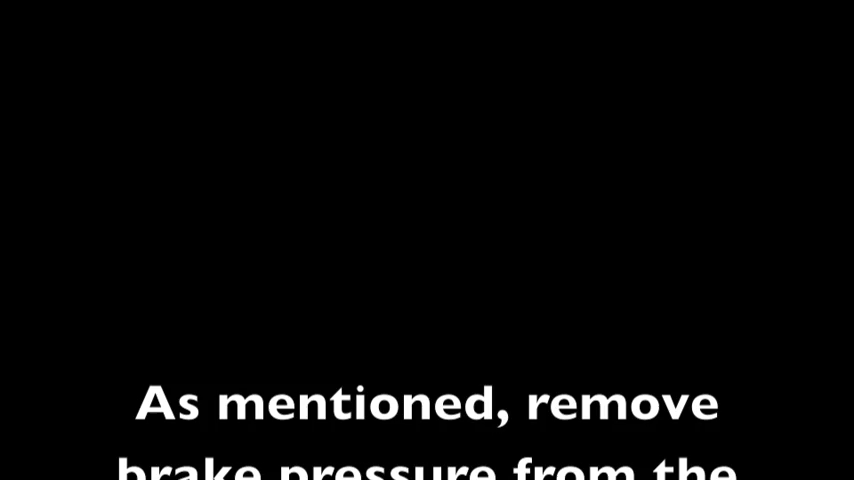 As mentioned, remove
brake pressure from the